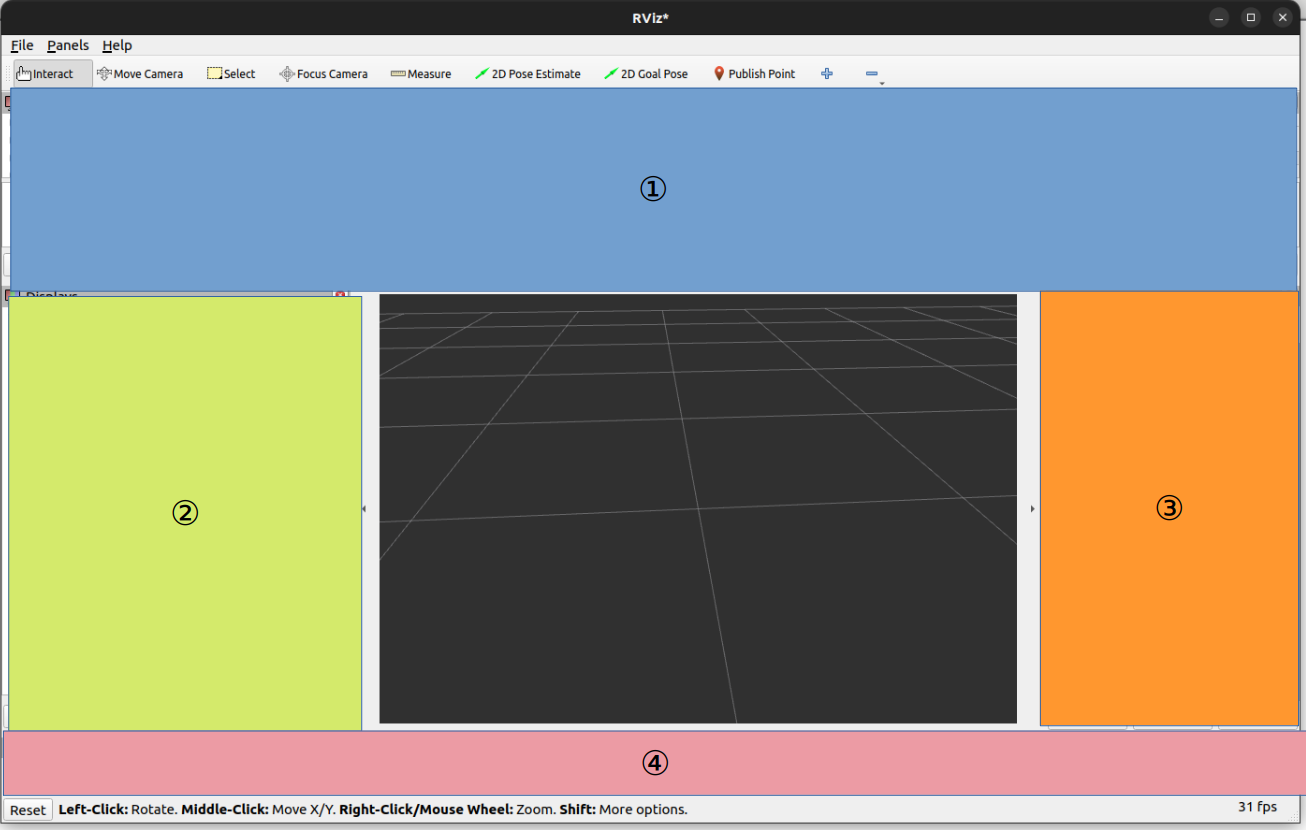 RViz*
File Panels Help
Interact Move Camera Select Focus Camera Measure 2D Pose Estimate 2D Goal Pose Publish Point
①
Displays
②
③
④
Reset Left-Click: Rotate. Middle-Click: Move X/Y. Right-Click/Mouse Wheel: Zoom. Shift: More options. 31 fps